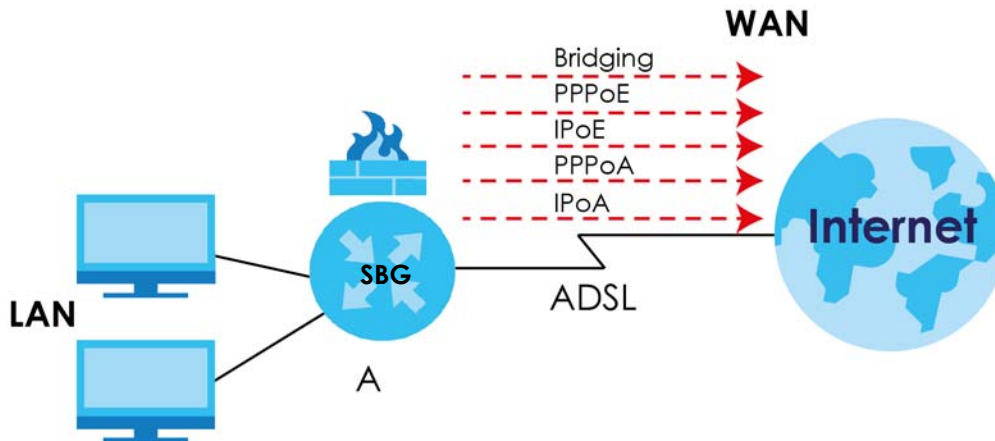 WAN
Bridging
PPPoE
IPoE
PPPoA
IPoA
Internet
SBG
ADSL
LAN
A